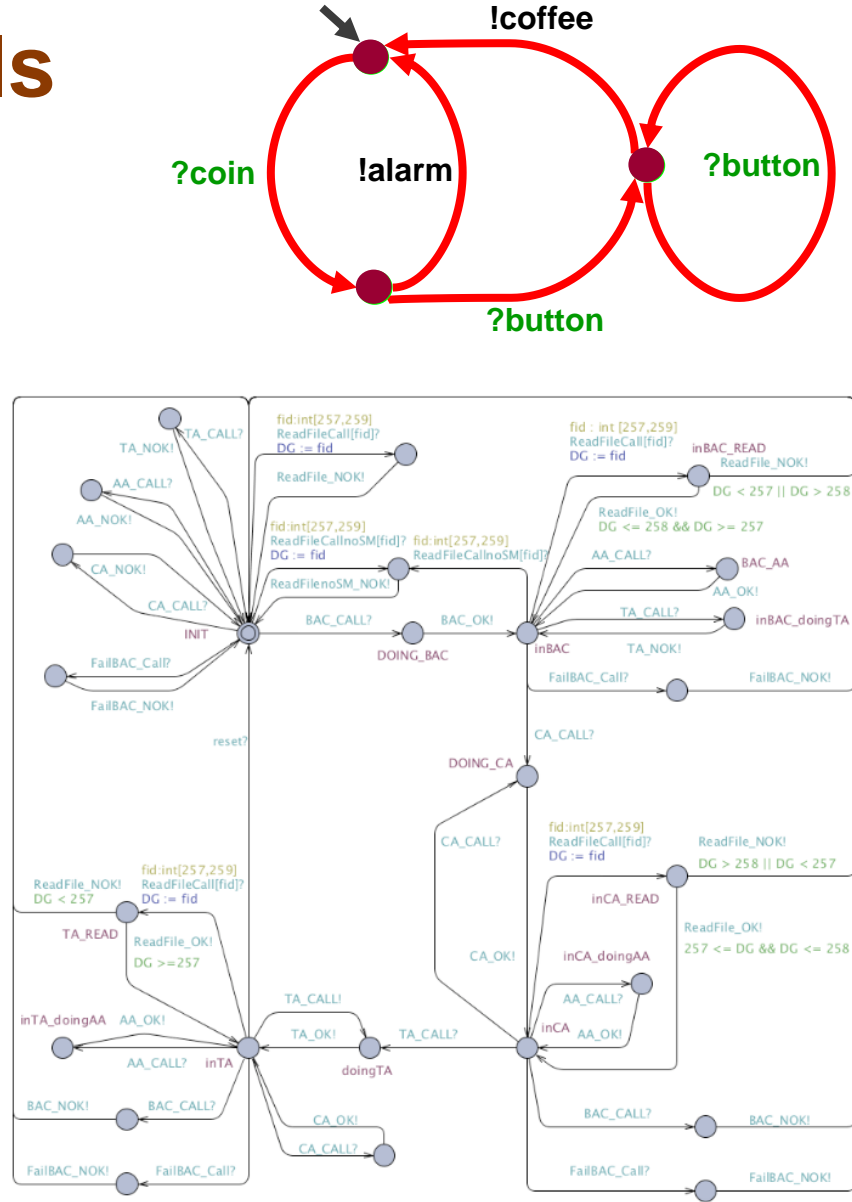 ls
!coffee
?coin
!alarm
?button
?button
TA_CALL?
TA_NOK!
AA_CALL?
AA_NOK!
CA_NOK!
CA_CALL?
INIT
FailBAC_Call?
FailBAC_NOK!
fid:int[257,259]
ReadFileCall[fid]?
DG := fid
ReadFile_NOK!
fid:int[257,259]
ReadFileCallnoSM[fid]?
DG := fid
ReadFilenoSM_NOK!
fid:int[257,259]
ReadFileCallnoSM[fid]?
BAC_CALL?
DOING_BAC
BAC_OK!
inBAC
fid : int [257,259]
ReadFileCall[fid]?
DG := fid
inBAC_READ
ReadFile_NOK!
DG < 257 || DG > 258
ReadFile_OK!
DG <= 258 && DG >= 257
AA_CALL?
BAC_AA
AA_OK!
TA_CALL?
inBAC_doingTA
TA_NOK!
FailBAC_Call?
FailBAC_NOK!
reset?
CA_CALL?
DOING_CA
CA_CALL?
CA_OK!
fid:int[257,259]
ReadFileCall[fid]?
DG := fid
inCA_READ
ReadFile_NOK!
DG > 258 || DG < 257
ReadFile_OK!
257 <= DG && DG <= 258
inCA_doingAA
AA_CALL?
AA_OK!
inCA
ReadFile_NOK!
DG < 257
TA_READ
fid:int[257,259]
ReadFileCall[fid]?
DG := fid
ReadFile_OK!
DG >=257
inTA_doingAA
AA_OK!
AA_CALL?
inTA
TA_CALL!
TA_OK!
doingTA
TA_CALL?
BAC_NOK!
BAC_CALL?
CA_OK!
CA_CALL?
FailBAC_NOK!
FailBAC_Call?
BAC_CALL?
BAC_NOK!
FailBAC_Call?
FailBAC_NOK!